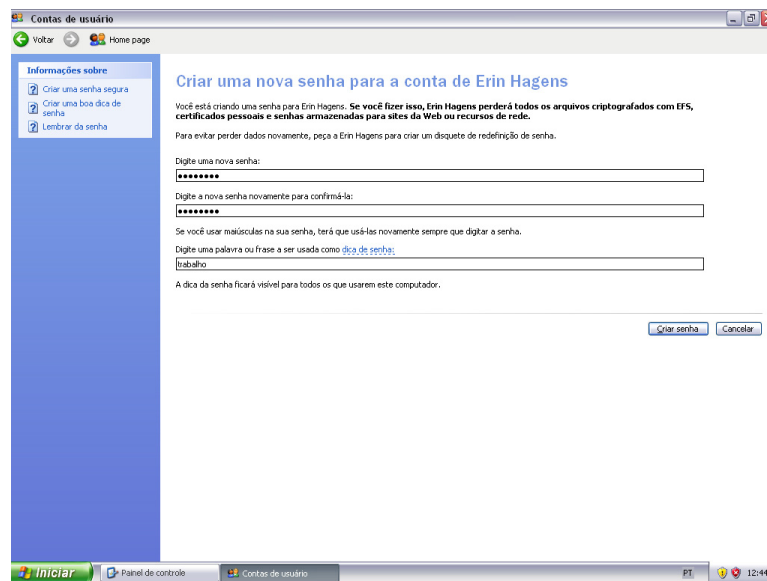 Contas de usuário
Voltar
Home page
Informações sobre
Criar uma senha segura
Criar uma boa dica de
senha
Lembrar da senha
Criar uma nova senha para a conta de Erin Hagens
Você está criando uma senha para Erin Hagens. Se você fizer isso, Erin Hagens perderá todos os arquivos criptografados com EFS,
certificados pessoais e senhas armazenadas para sites da Web ou recursos de rede.
Para evitar perder dados novamente, peça a Erin Hagens para criar um disquete de redefinição de senha.
Digite uma nova senha:
••••••••
Digite a nova senha novamente para confirmá-la:
••••••••
Se você usar maiúsculas na sua senha, terá que usá-las novamente sempre que digitar a senha.
Digite uma palavra ou frase a ser usada como dica de senha:
trabalho
A dica da senha ficará visível para todos os que usarem este computador.
Criar senha
Cancelar
Iniciar
Painel de controle
Contas de usuário
PT
12:44